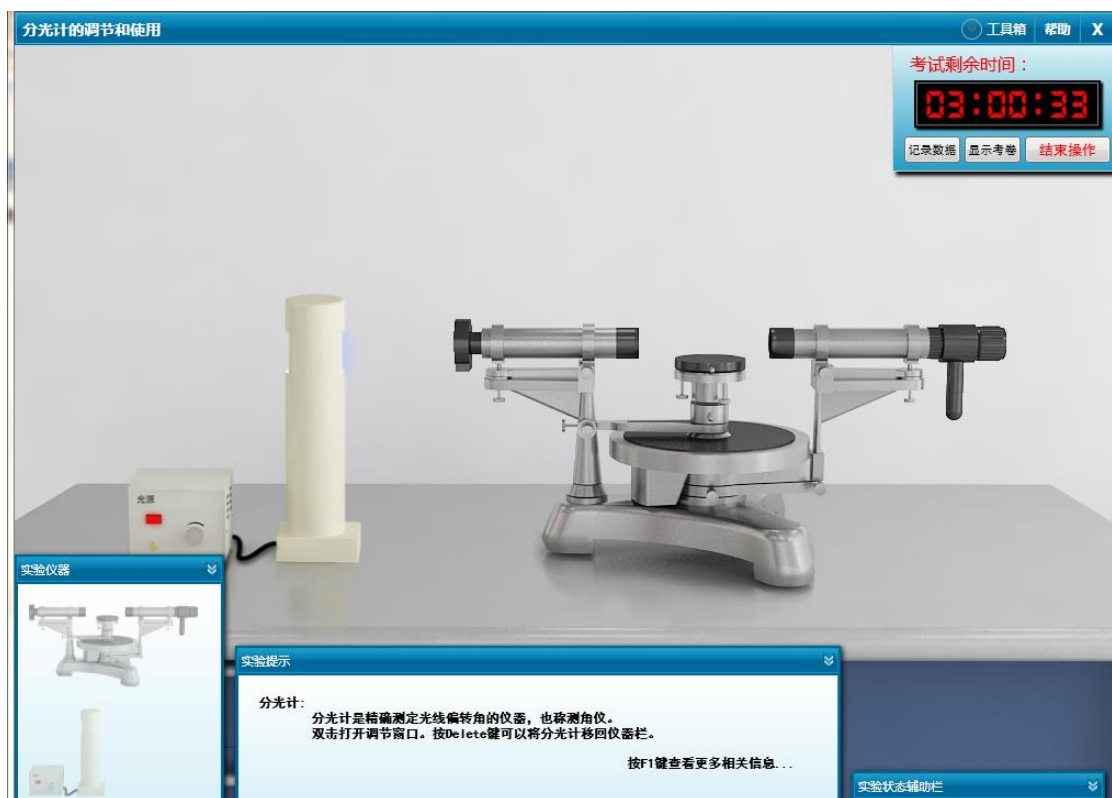 分光计的调节和使用
工具箱 帮助 X
考试剩余时间：
03:00:33
记录数据 显示考卷 结束操作
光源
实验仪器
实验提示
分光计:
分光计是精确测定光线偏转角的仪器，也称测角仪。
双击打开调节窗口。按Delete键可以将分光计移回仪器栏。
按F1键查看更多相关信息...
实验状态辅助栏